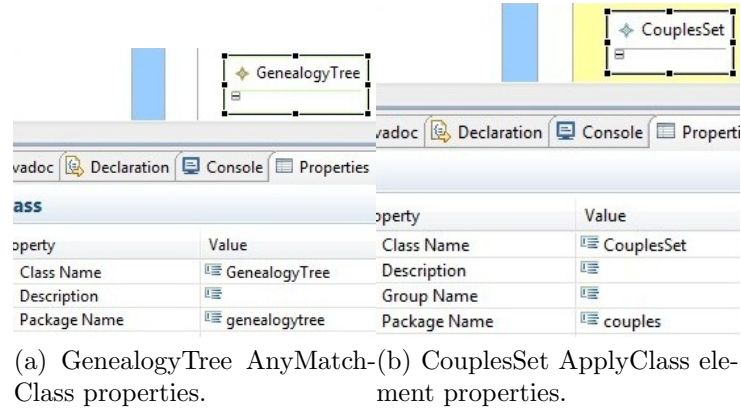 GenealogyTree
vadoc Declaration Console Properties
ass
operty Value
Class Name GenealogyTree
Description
Package Name genealogytree
CouplesSet
vadoc Declaration Console Properti
operty Value
Class Name CouplesSet
Description
Group Name
Package Name couples
(a) GenealogyTree AnyMatch-
Class properties.
(b) CouplesSet ApplyClass ele-
ment properties.